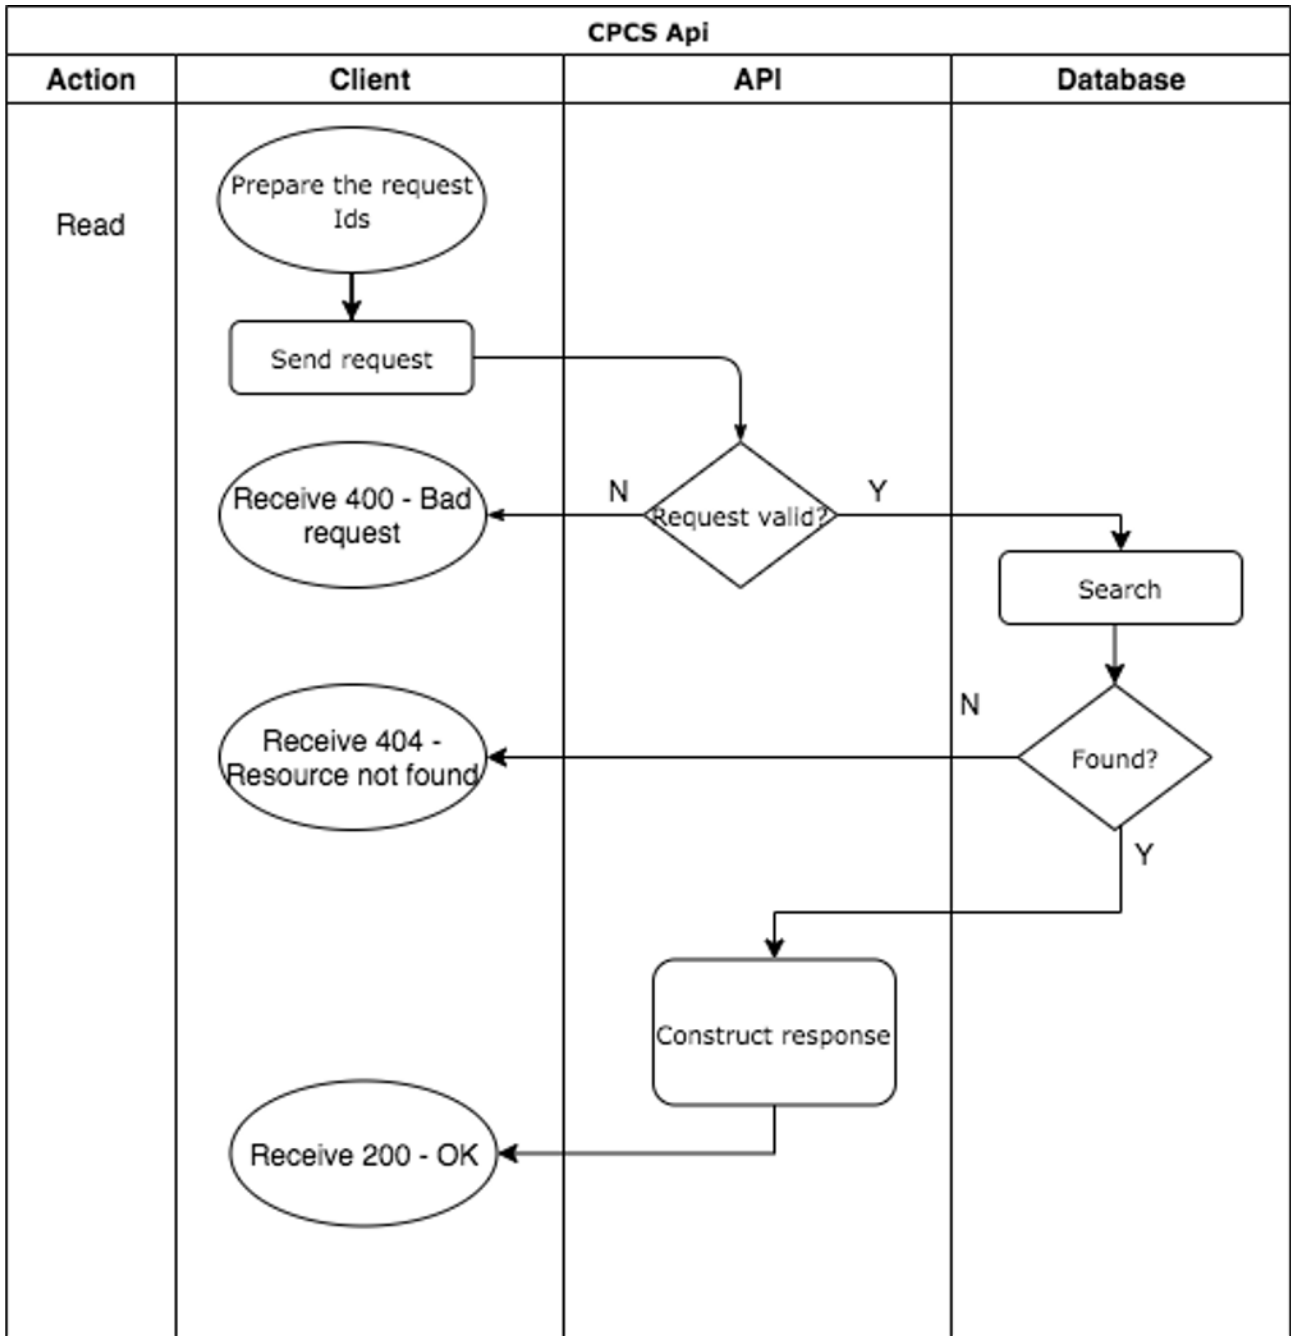 CPCS Api
Action
Client
API
Database
Read
Prepare the request
Ids
Send request
N
Y
Receive 400 - Bad
request
Request valid?
Search
N
Receive 404 -
Resource not found
Found?
Y
Construct response
Receive 200 - OK